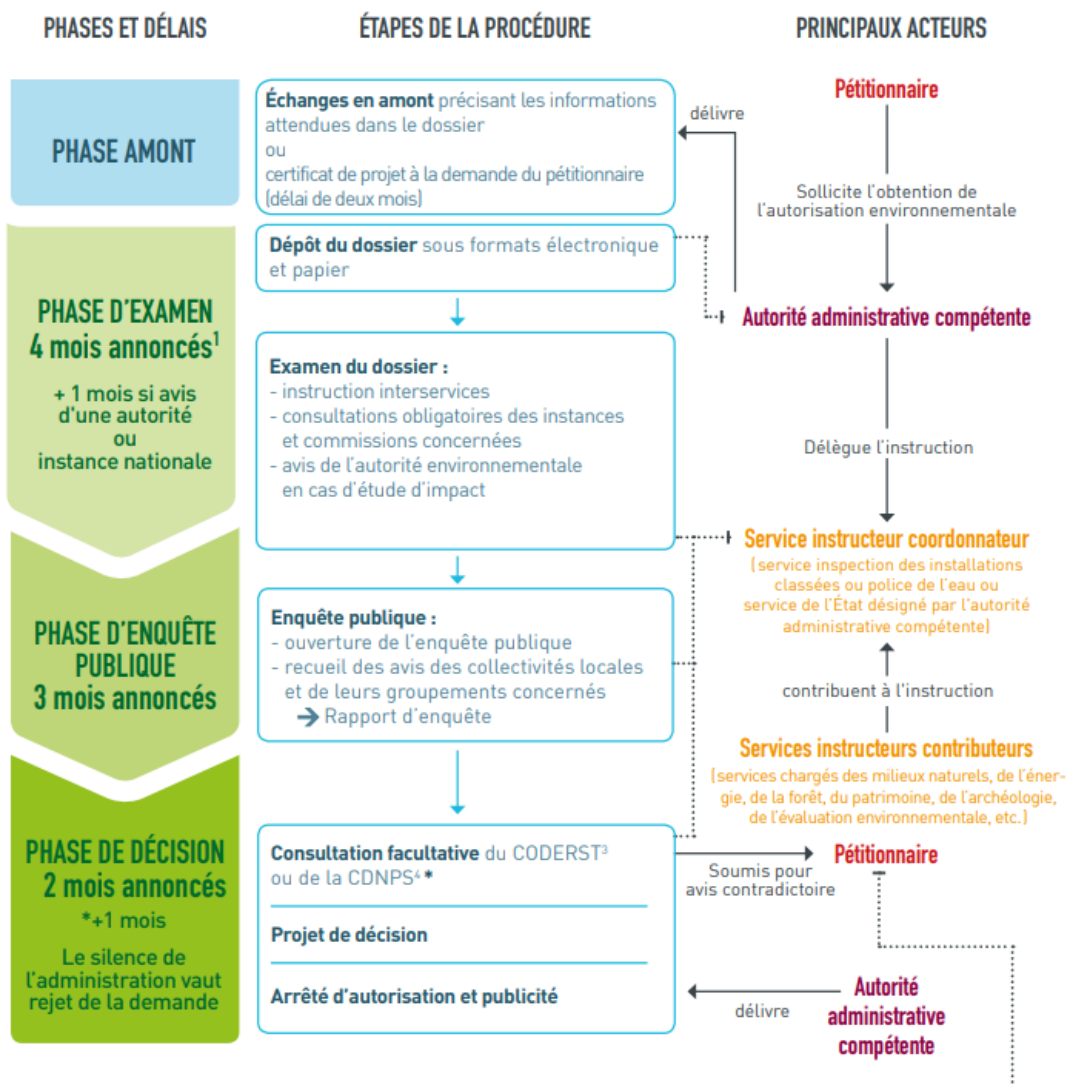 PHASES ET DÉLAIS
ÉTAPES DE LA PROCÉDURE
PRINCIPAUX ACTEURS
PHASE AMONT
Échanges en amont précisant les informations
attendues dans le dossier
ou
certificat de projet à la demande du pétitionnaire
(délai de deux mois)
délivre
Pétitionnaire
Sollicite l'obtention de
l'autorisation environnementale
PHASE D'EXAMEN
4 mois annoncés¹
+ 1 mois si avis
d'une autorité
ou
instance nationale
Dépôt du dossier sous formats électronique
et papier
Autorité administrative compétente
Examen du dossier :
- instruction interservices
- consultations obligatoires des instances
et commissions concernées
- avis de l'autorité environnementale
en cas d'étude d'impact
Délègue l'instruction
Service instructeur coordonnateur
(service inspection des installations
classées ou police de l'eau ou
service de l'État désigné par l'autorité
administrative compétente)
PHASE D'ENQUÊTE
PUBLIQUE
3 mois annoncés
Enquête publique :
- ouverture de l'enquête publique
- recueil des avis des collectivités locales
et de leurs groupements concernés
➔ Rapport d'enquête
contribuent à l'instruction
Services instructeurs contributeurs
(services chargés des milieux naturels, de l'éner-
gie, de la forêt, du patrimoine, de l'archéologie,
de l'évaluation environnementale, etc.)
PHASE DE DÉCISION
2 mois annoncés
*+1 mois
Le silence de
l'administration vaut
rejet de la demande
Consultation facultative du CODERST³
ou de la CDNPS⁴ *
Projet de décision
Arrêté d'autorisation et publicité
Soumis pour
avis contradictoire
Pétitionnaire
délivre
Autorité
administrative
compétente